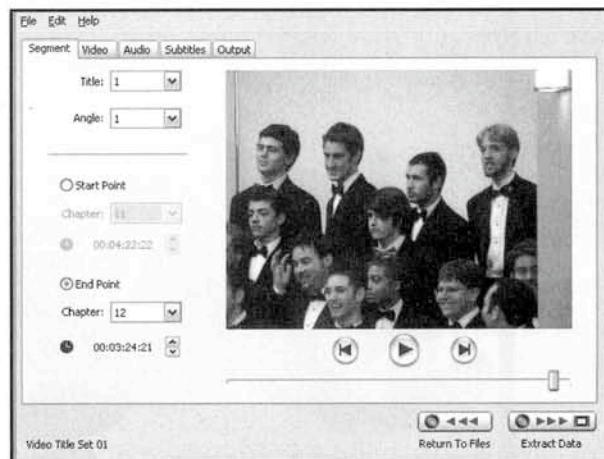 File Edit Help
Segment Video Audio Subtitles Output
Title: 1
Angle: 1
Start Point
Chapter: 11
00:04:22:22
End Point
Chapter: 12
00:03:24:21
Video Title Set 01
Return To Files
Extract Data